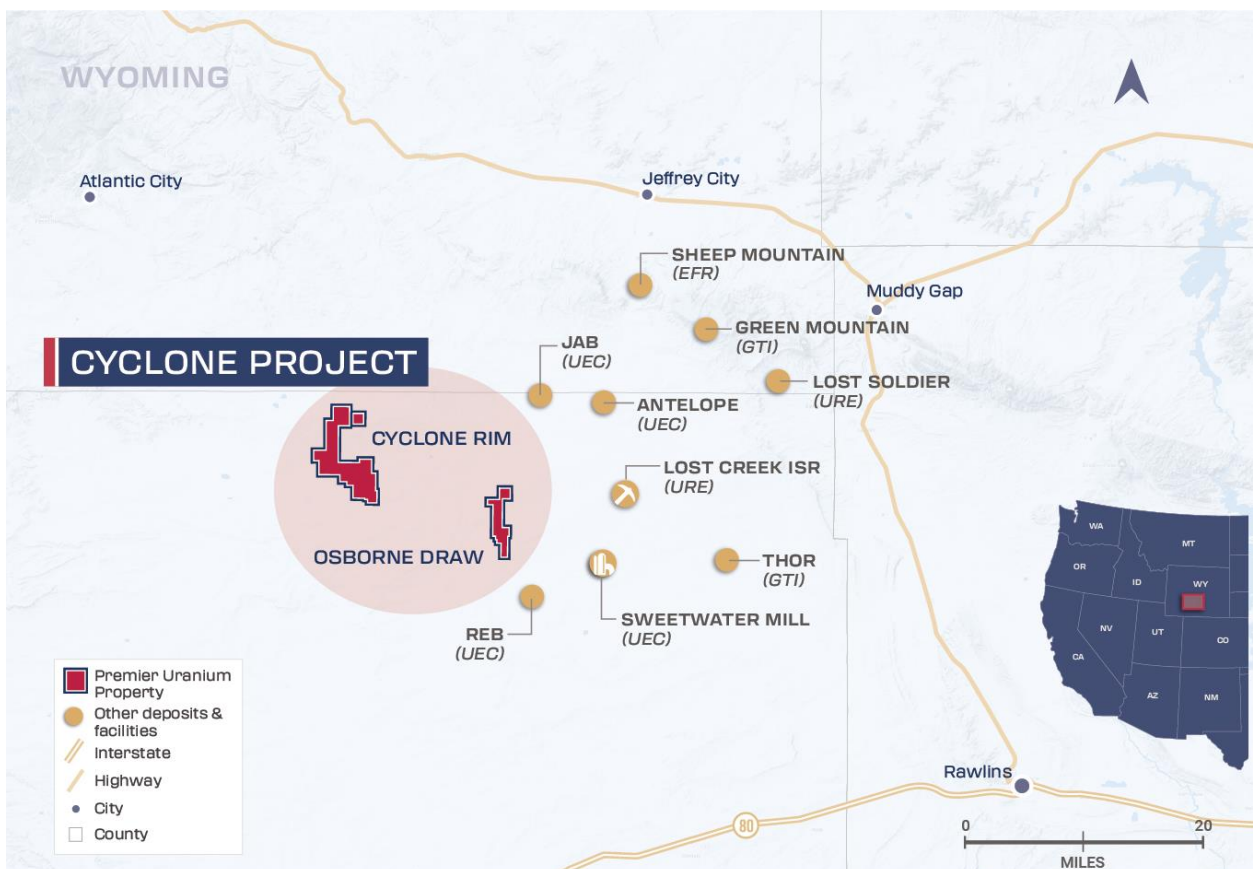 WYOMING
Atlantic City
Jeffrey City
SHEEP MOUNTAIN
(EFR)
Muddy Gap
GREEN MOUNTAIN
(GTI)
JAB
(UEC)
CYCLONE PROJECT
LOST SOLDIER
(URE)
ANTELOPE
(UEC)
CYCLONE RIM
LOST CREEK ISR
(URE)
OSBORNE DRAW
THOR
(GTI)
SWEETWATER MILL
(UEC)
REB
(UEC)
WA
MT
OR
ID
WY
NV
UT
CO
CA
AZ
NM
Premier Uranium
Property
Other deposits &
facilities
Interstate
Highway
City
County
Rawlins
80
0 20
MILES